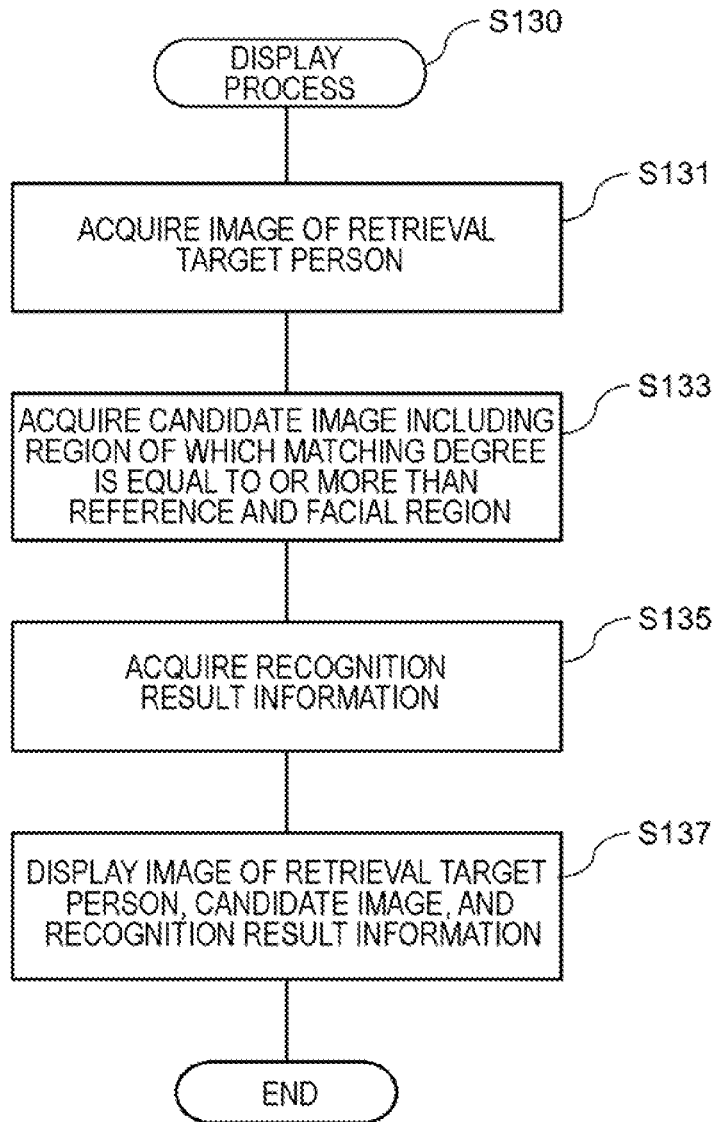 S130
DISPLAY
PROCESS
S131
ACQUIRE IMAGE OF RETRIEVAL
TARGET PERSON
S133
ACQUIRE CANDIDATE IMAGE INCLUDING
REGION OF WHICH MATCHING DEGREE
IS EQUAL TO OR MORE THAN
REFERENCE AND FACIAL REGION
S135
ACQUIRE RECOGNITION
RESULT INFORMATION
S137
DISPLAY IMAGE OF RETRIEVAL TARGET
PERSON, CANDIDATE IMAGE, AND
RECOGNITION RESULT INFORMATION
END